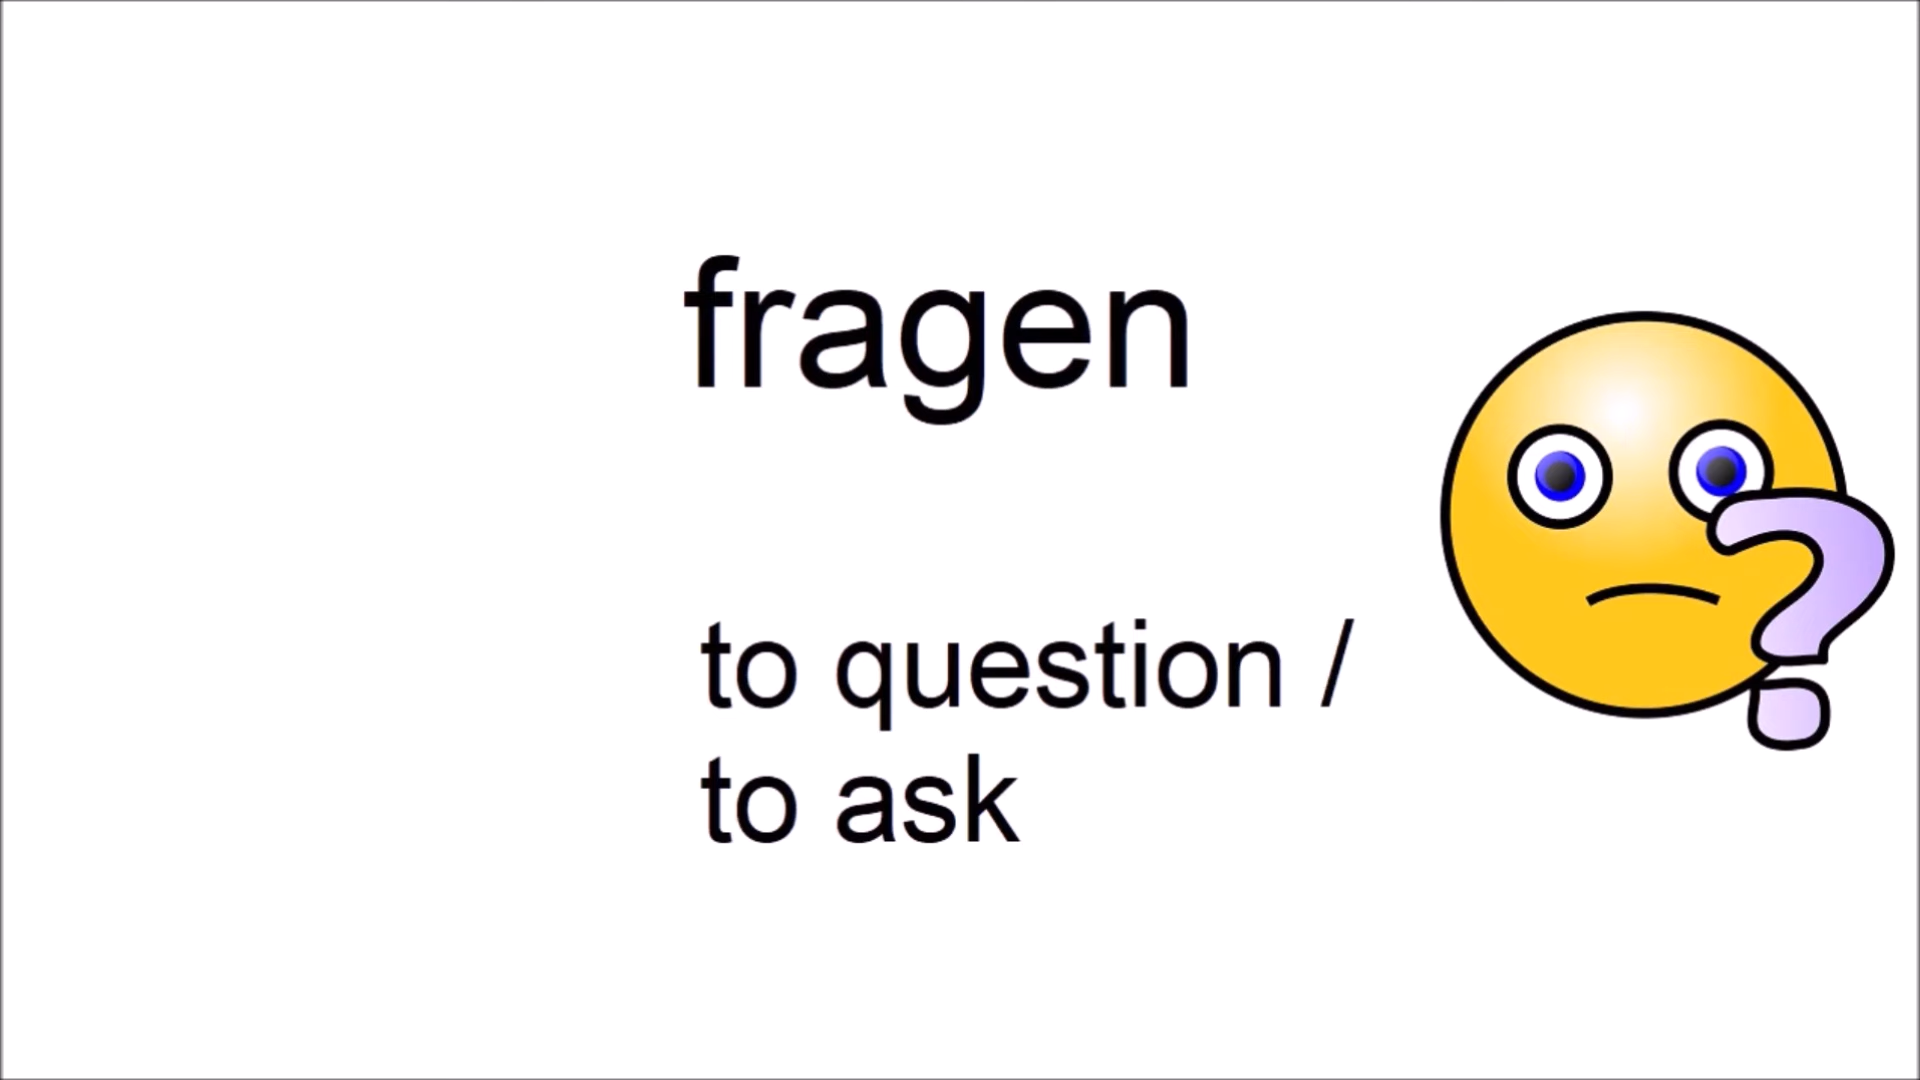 fragen
to question /
to ask